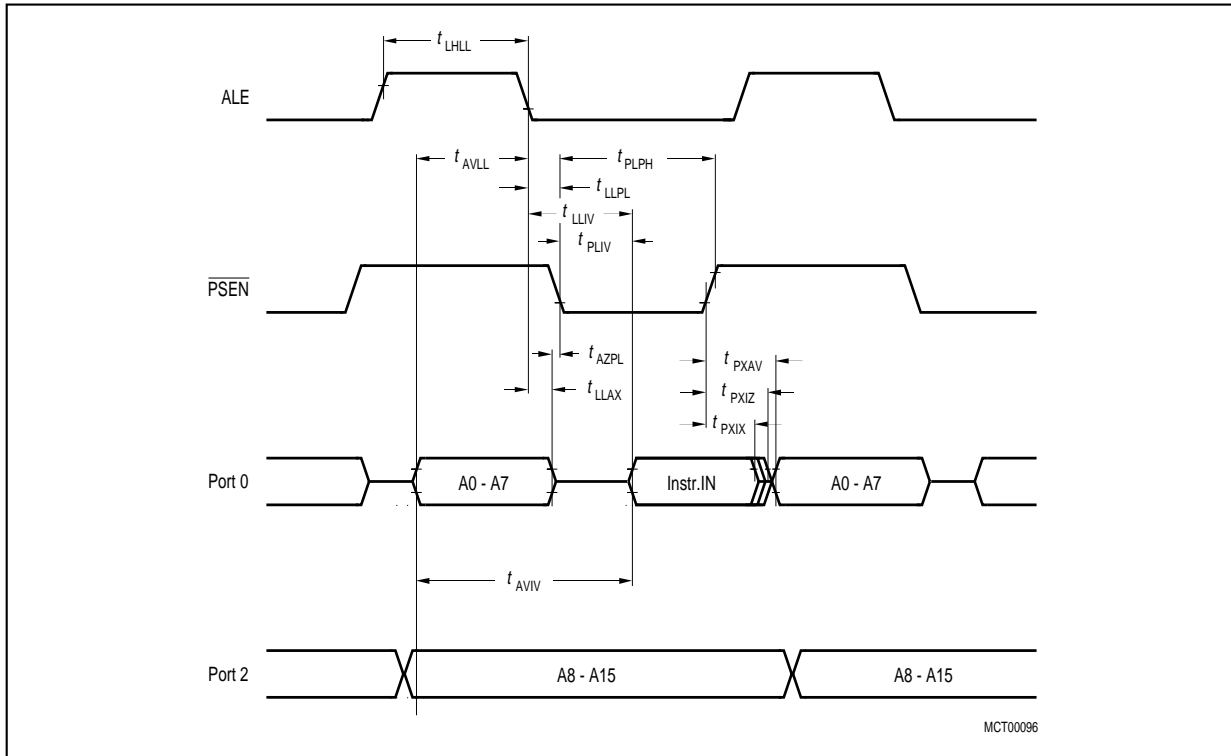 t LHLL
ALE
t AVLL
t PLPH
t LLPL
t LLIV
t PLIV
PSEN
t AZPL
t PXAV
t LLAX
t PXIZ
t PXIX
Port 0
A0 - A7
Instr.IN
A0 - A7
t AVIV
Port 2
A8 - A15
A8 - A15
MCT00096